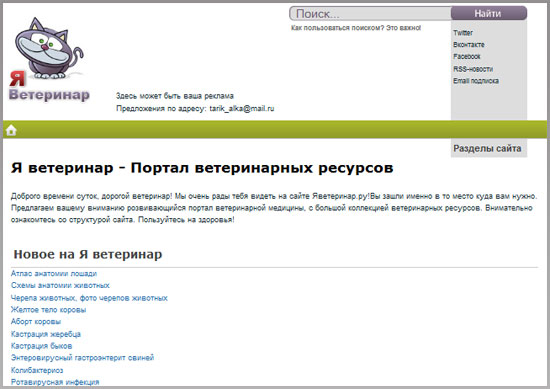 Поиск...
Найти
Как пользоваться поиском? Это важно!
Twitter
Вконтакте
Facebook
RSS-новости
Email подписка
Я
Ветеринар
Здесь может быть ваша реклама
Предложения по адресу: tarik_alka@mail.ru
Разделы сайта
Я ветеринар - Портал ветеринарных ресурсов
Доброго времени суток, дорогой ветеринар! Мы очень рады тебя видеть на сайте Яветеринар.ру!Вы зашли именно в то место куда вам нужно.
Предлагаем вашему вниманию розвивающийся портал ветеринарной медицины, с большой коллекцией ветеринарных ресурсов. Внимательно
ознакомтесь со структурой сайта. Пользуйтесь на здоровья!
Новое на Я ветеринар
Атлас анатомии лошади
Схемы анатомии животных
Черепа животных, фото черепов животных
Желтое тело коровы
Аборт коровы
Кастрация жеребца
Кастрация быков
Энтеровирусный гастроэнтерит свиней
Колибактериоз
Ротавирусная инфекция